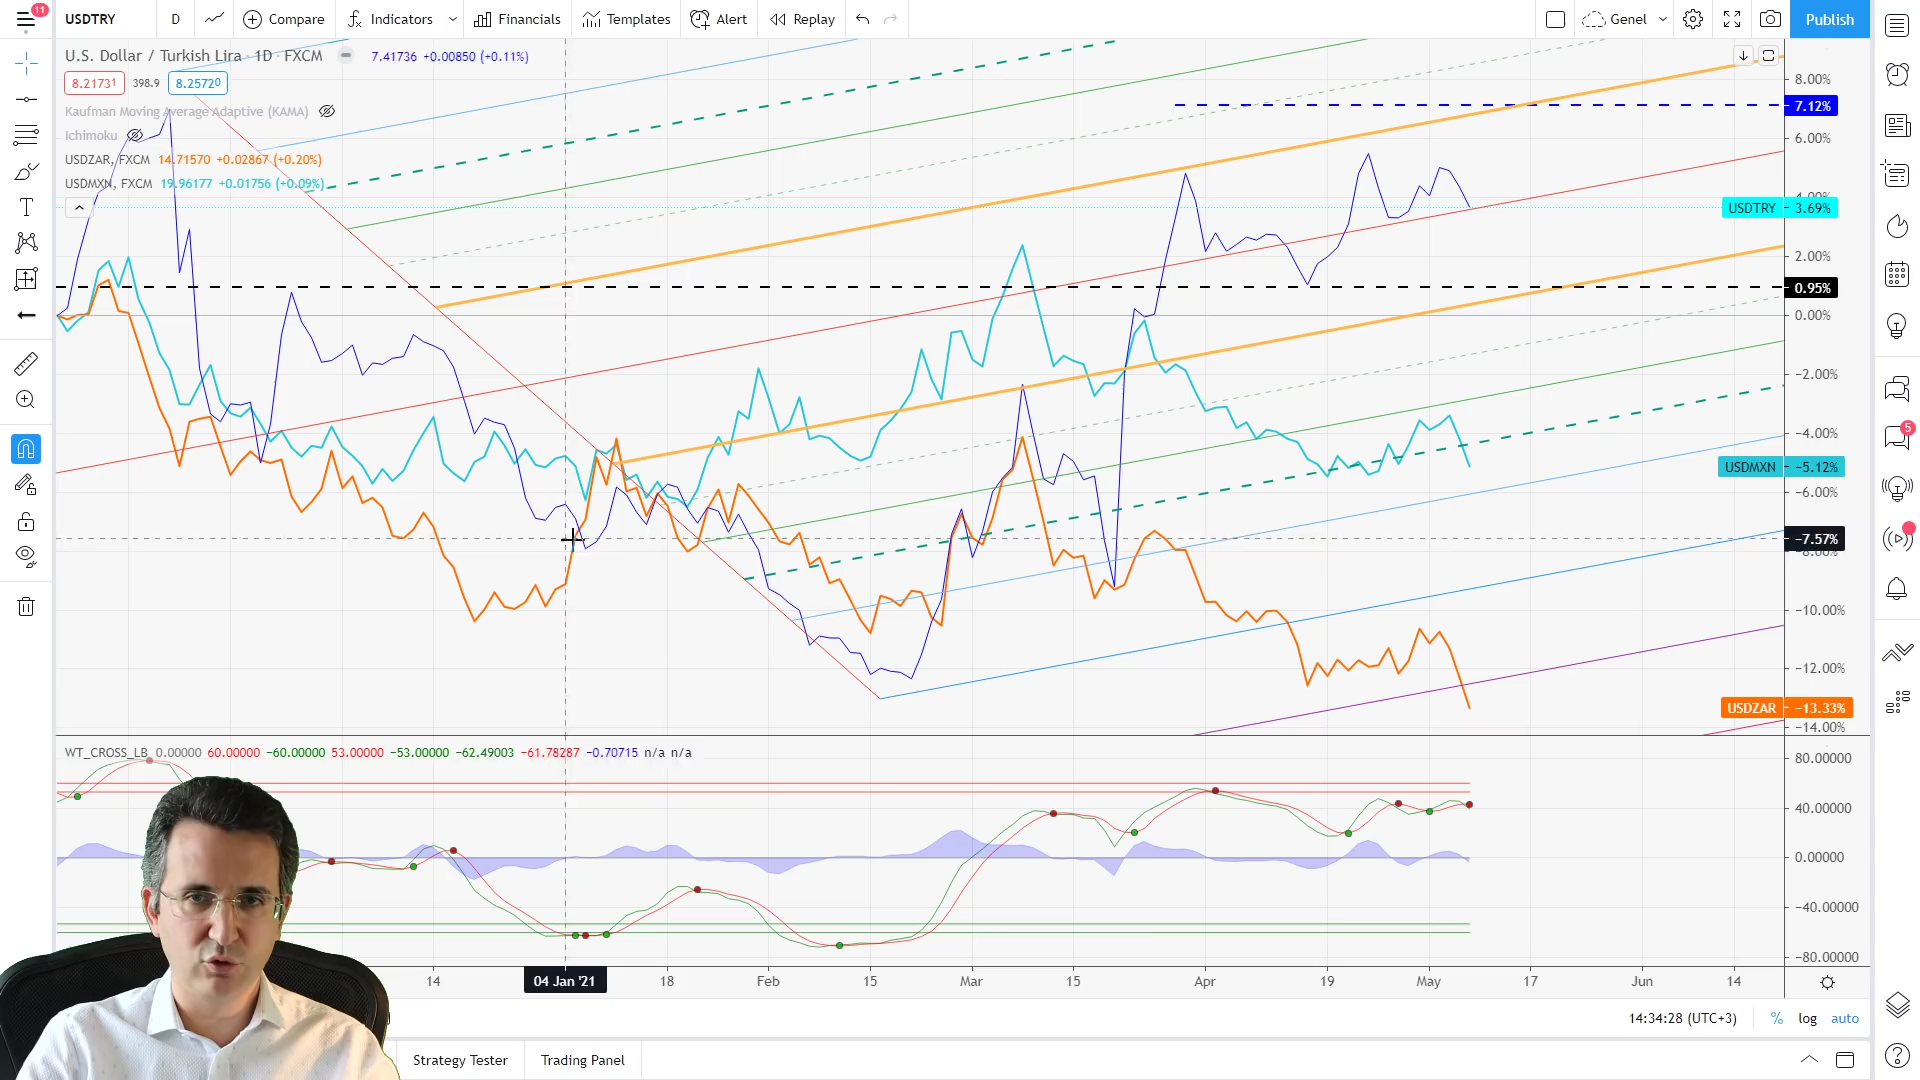 11
USDTRY D Compare Indicators Financials Templates Alert Replay Genel Publish
U.S. Dollar / Turkish Lira · 1D · FXCM 7.41736 +0.00850 (+0.11%)
8.21731 398.9 8.25720
Kaufman Moving Average Adaptive (KAMA)
Ichimoku
USDZAR, FXCM 14.71570 +0.02867 (+0.20%)
USDMXN, FXCM 19.96177 +0.01756 (+0.09%)
8.00%
7.12%
6.00%
4.00%
USDTRY 3.69%
2.00%
0.95%
0.00%
−2.00%
−4.00%
USDMXN −5.12%
−6.00%
−7.57%
−8.00%
−10.00%
−12.00%
USDZAR −13.33%
−14.00%
5
WT_CROSS_LB 0.00000 60.00000 −60.00000 53.00000 −53.00000 −62.49003 −61.78287 −0.70715 n/a n/a
80.00000
40.00000
0.00000
−40.00000
−80.00000
14 04 Jan '21 18 Feb 15 Mar 15 Apr 19 May 17 Jun 14
14:34:28 (UTC+3) % log auto
Strategy Tester Trading Panel